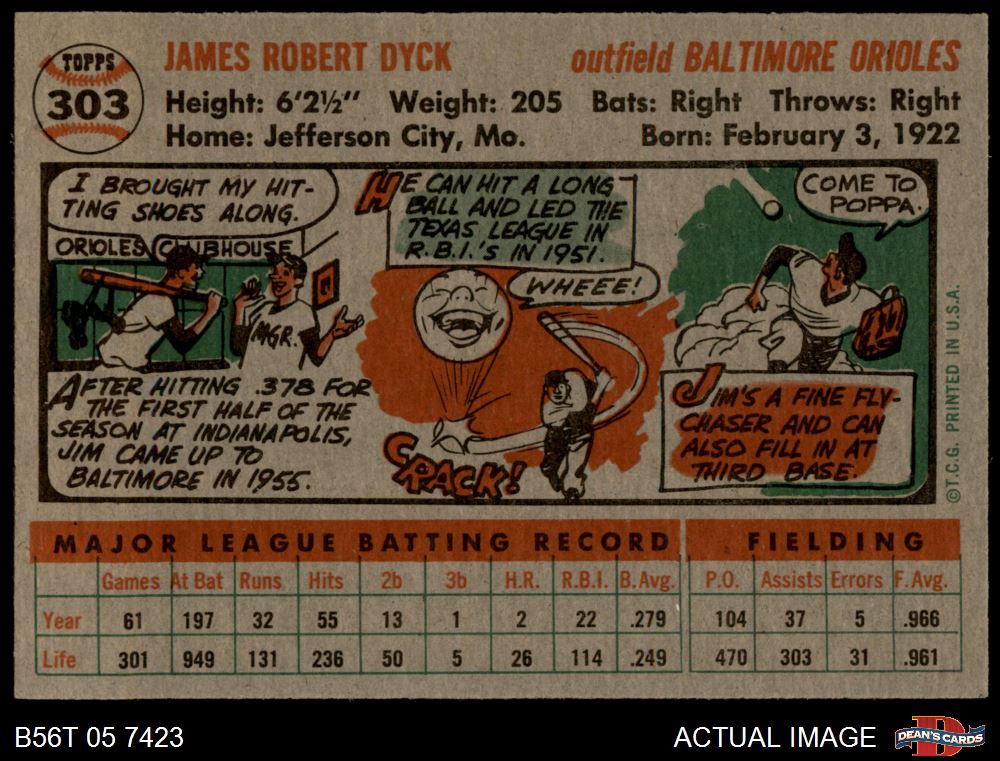 TOPPS
303
JAMES ROBERT DYCK
outfield BALTIMORE ORIOLES
Height: 6'2½" Weight: 205 Bats: Right Throws: Right
Home: Jefferson City, Mo. Born: February 3, 1922
I BROUGHT MY HIT-
TING SHOES ALONG.
ORIOLES CLUBHOUSE
MGR.
AFTER HITTING .378 FOR
THE FIRST HALF OF THE
SEASON AT INDIANAPOLIS,
JIM CAME UP TO
BALTIMORE IN 1955.
HE CAN HIT A LONG
BALL AND LED THE
TEXAS LEAGUE IN
R.B.I.'S IN 1951.
WHEEE!
CRACK!
COME TO
POPPA.
JIM'S A FINE FLY-
CHASER AND CAN
ALSO FILL IN AT
THIRD BASE.
©T.C.G. PRINTED IN U.S.A.
MAJOR LEAGUE BATTING RECORD FIELDING
Games At Bat Runs Hits 2b 3b H.R. R.B.I. B.Avg. P.O. Assists Errors F.Avg.
Year 61 197 32 55 13 1 2 22 .279 104 37 5 .966
Life 301 949 131 236 50 5 26 114 .249 470 303 31 .961
B56T 05 7423
ACTUAL IMAGE
DEAN'S CARDS